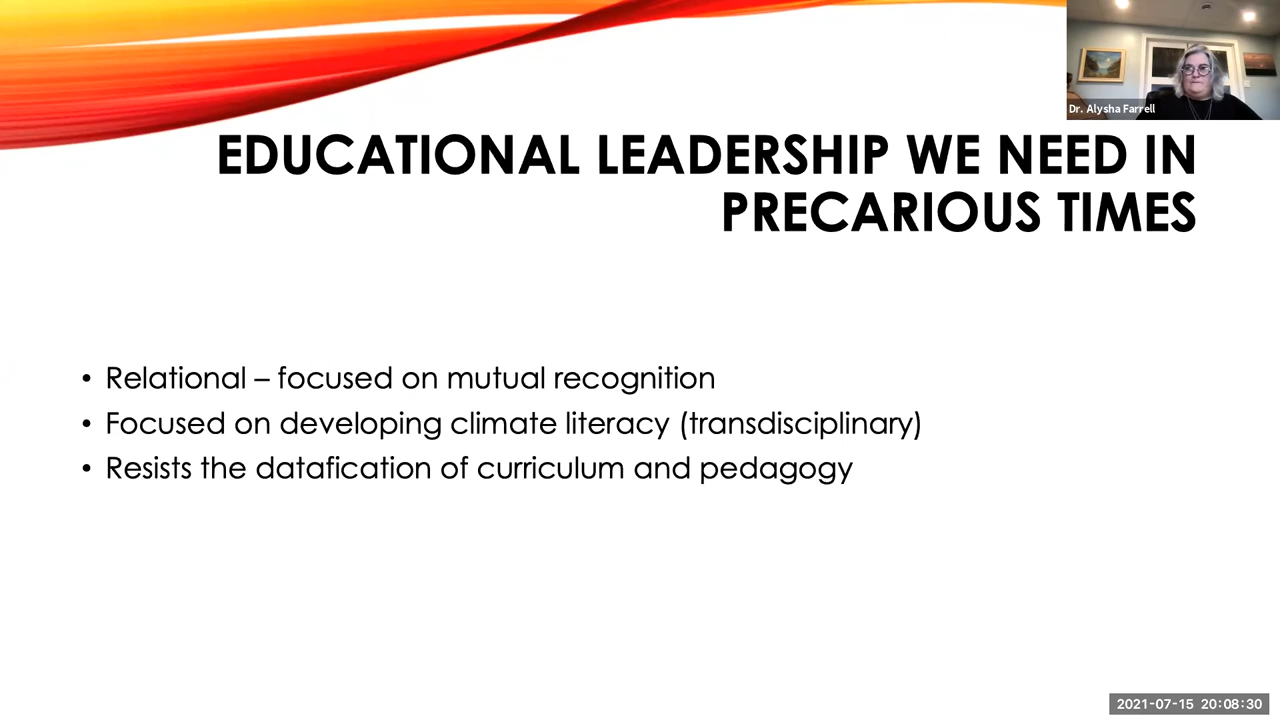 Dr. Alysha Farrell
EDUCATIONAL LEADERSHIP WE NEED IN
PRECARIOUS TIMES
• Relational – focused on mutual recognition
• Focused on developing climate literacy (transdisciplinary)
• Resists the datafication of curriculum and pedagogy
2021-07-15 20:08:30